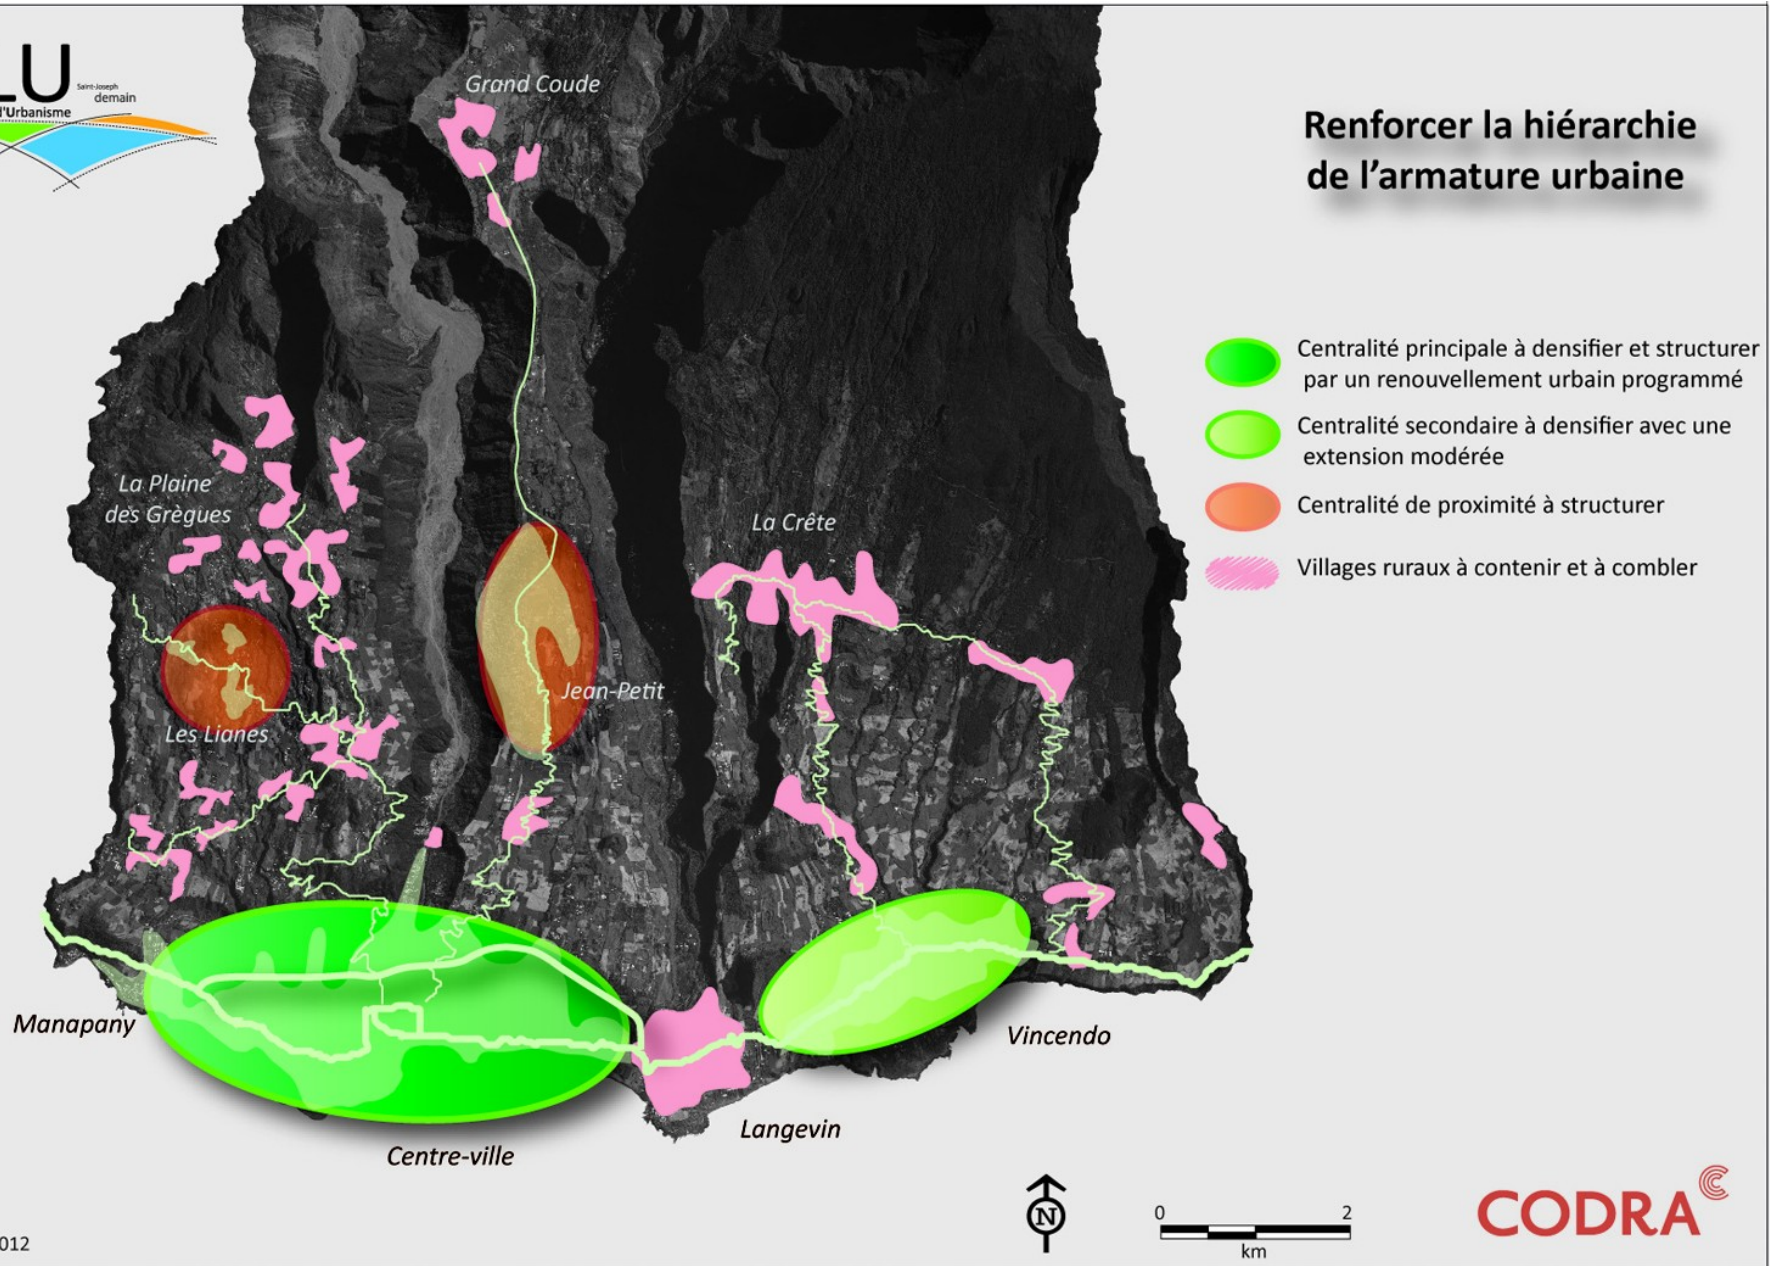 LU
Saint-Joseph
demain
d'Urbanisme
Grand Coude
Renforcer la hiérarchie
de l'armature urbaine
Centralité principale à densifier et structurer
par un renouvellement urbain programmé
Centralité secondaire à densifier avec une
extension modérée
Centralité de proximité à structurer
Villages ruraux à contenir et à combler
La Plaine
des Grègues
La Crête
Jean-Petit
Les Lianes
Manapany
Vincendo
Langevin
Centre-ville
N
0 2
km
CODRA
012